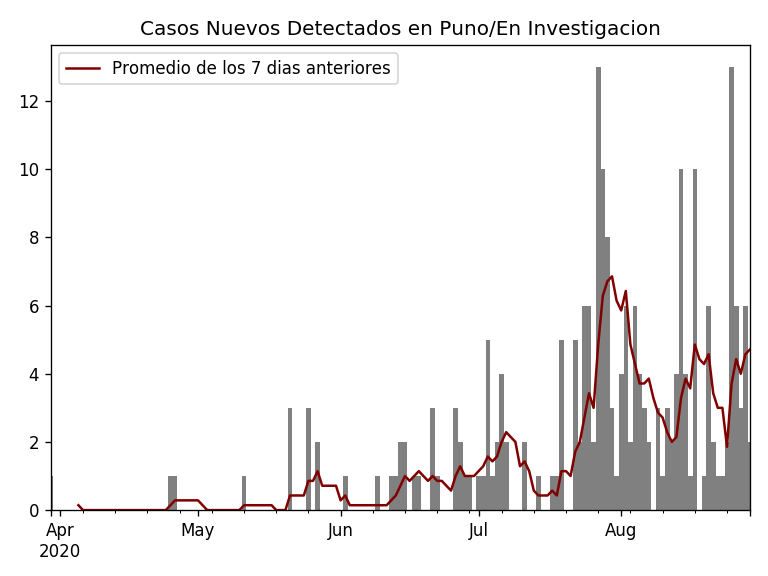 Casos Nuevos Detectados en Puno/En Investigacion
Promedio de los 7 dias anteriores
12
10
8
6
4
2
0
Apr May Jun Jul Aug
2020